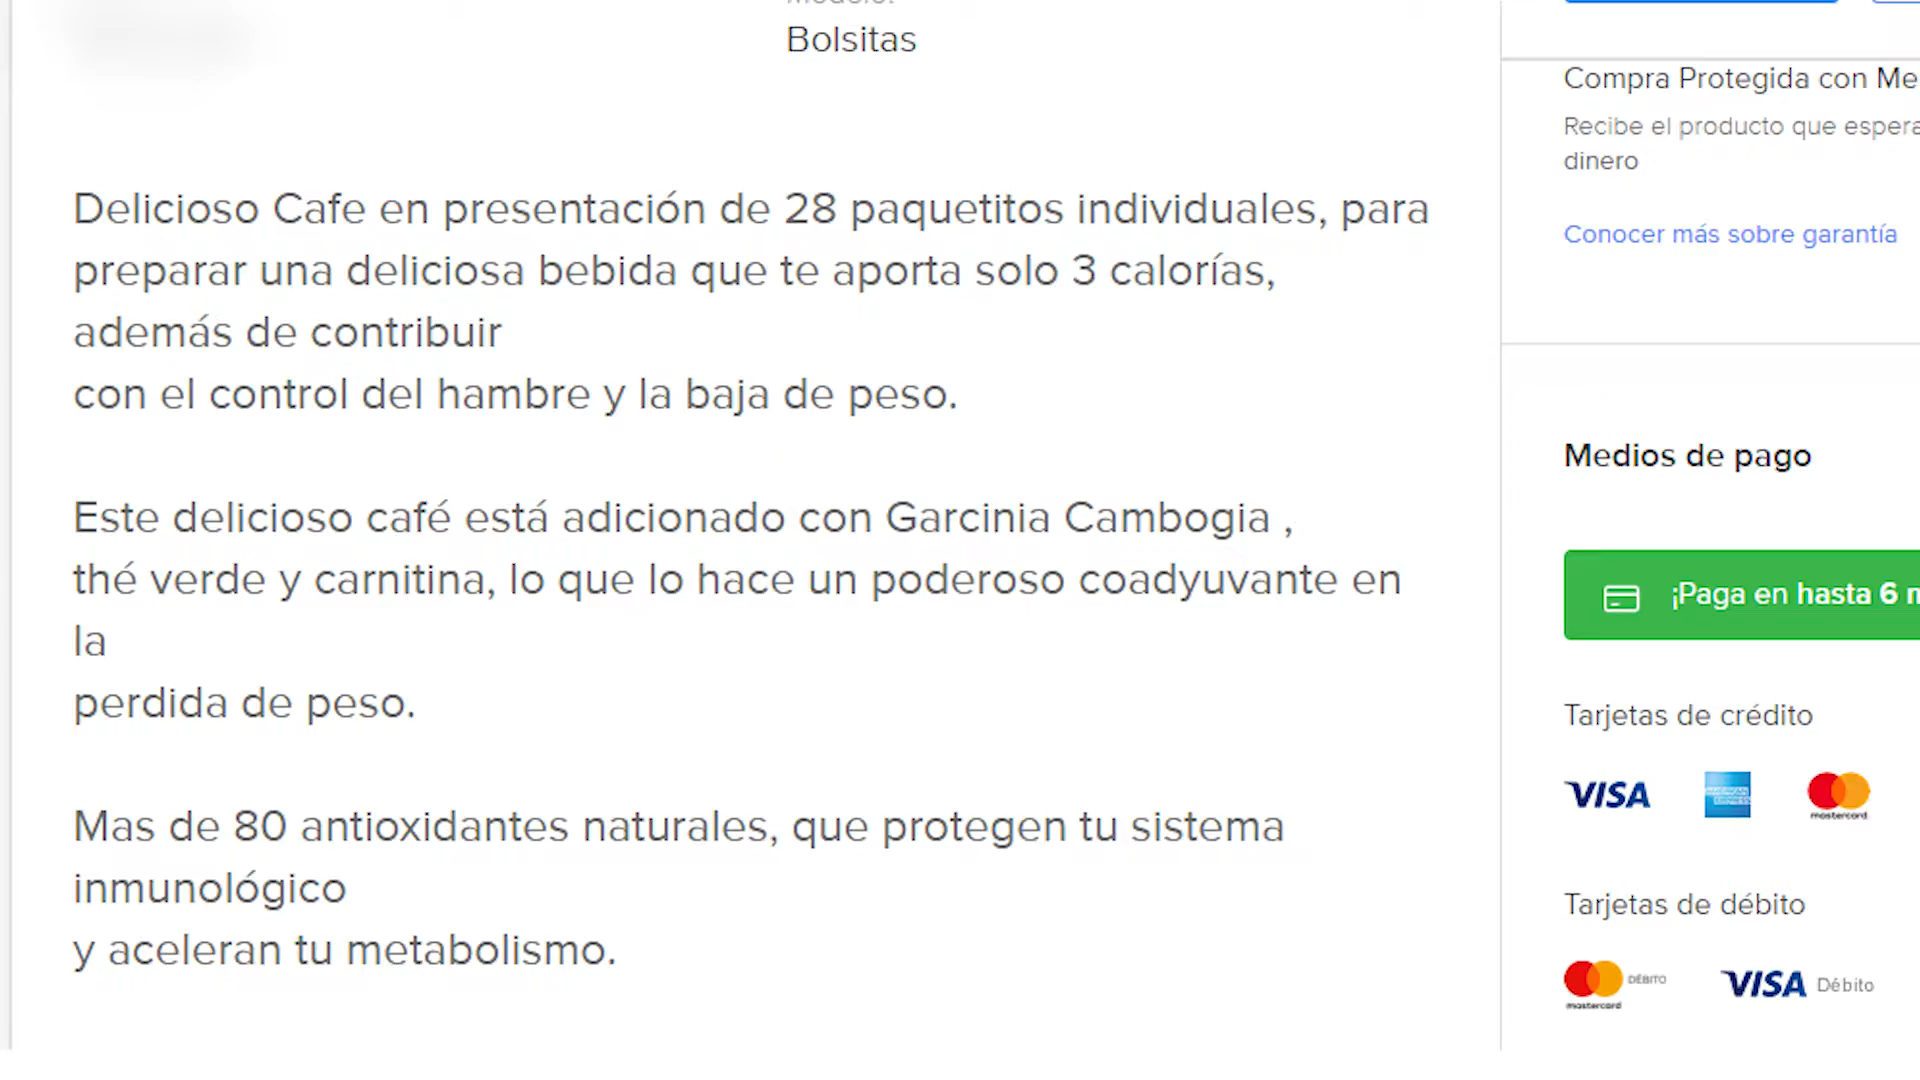 Bolsitas
Delicioso Cafe en presentación de 28 paquetitos individuales, para
preparar una deliciosa bebida que te aporta solo 3 calorías,
además de contribuir
con el control del hambre y la baja de peso.
Este delicioso café está adicionado con Garcinia Cambogia ,
thé verde y carnitina, lo que lo hace un poderoso coadyuvante en
la
perdida de peso.
Mas de 80 antioxidantes naturales, que protegen tu sistema
inmunológico
y aceleran tu metabolismo.
Compra Protegida con Me
Recibe el producto que espera
dinero
Conocer más sobre garantía
Medios de pago
¡Paga en hasta 6
Tarjetas de crédito
VISA
mastercard
Tarjetas de débito
mastercard DÉBITO
VISA Débito